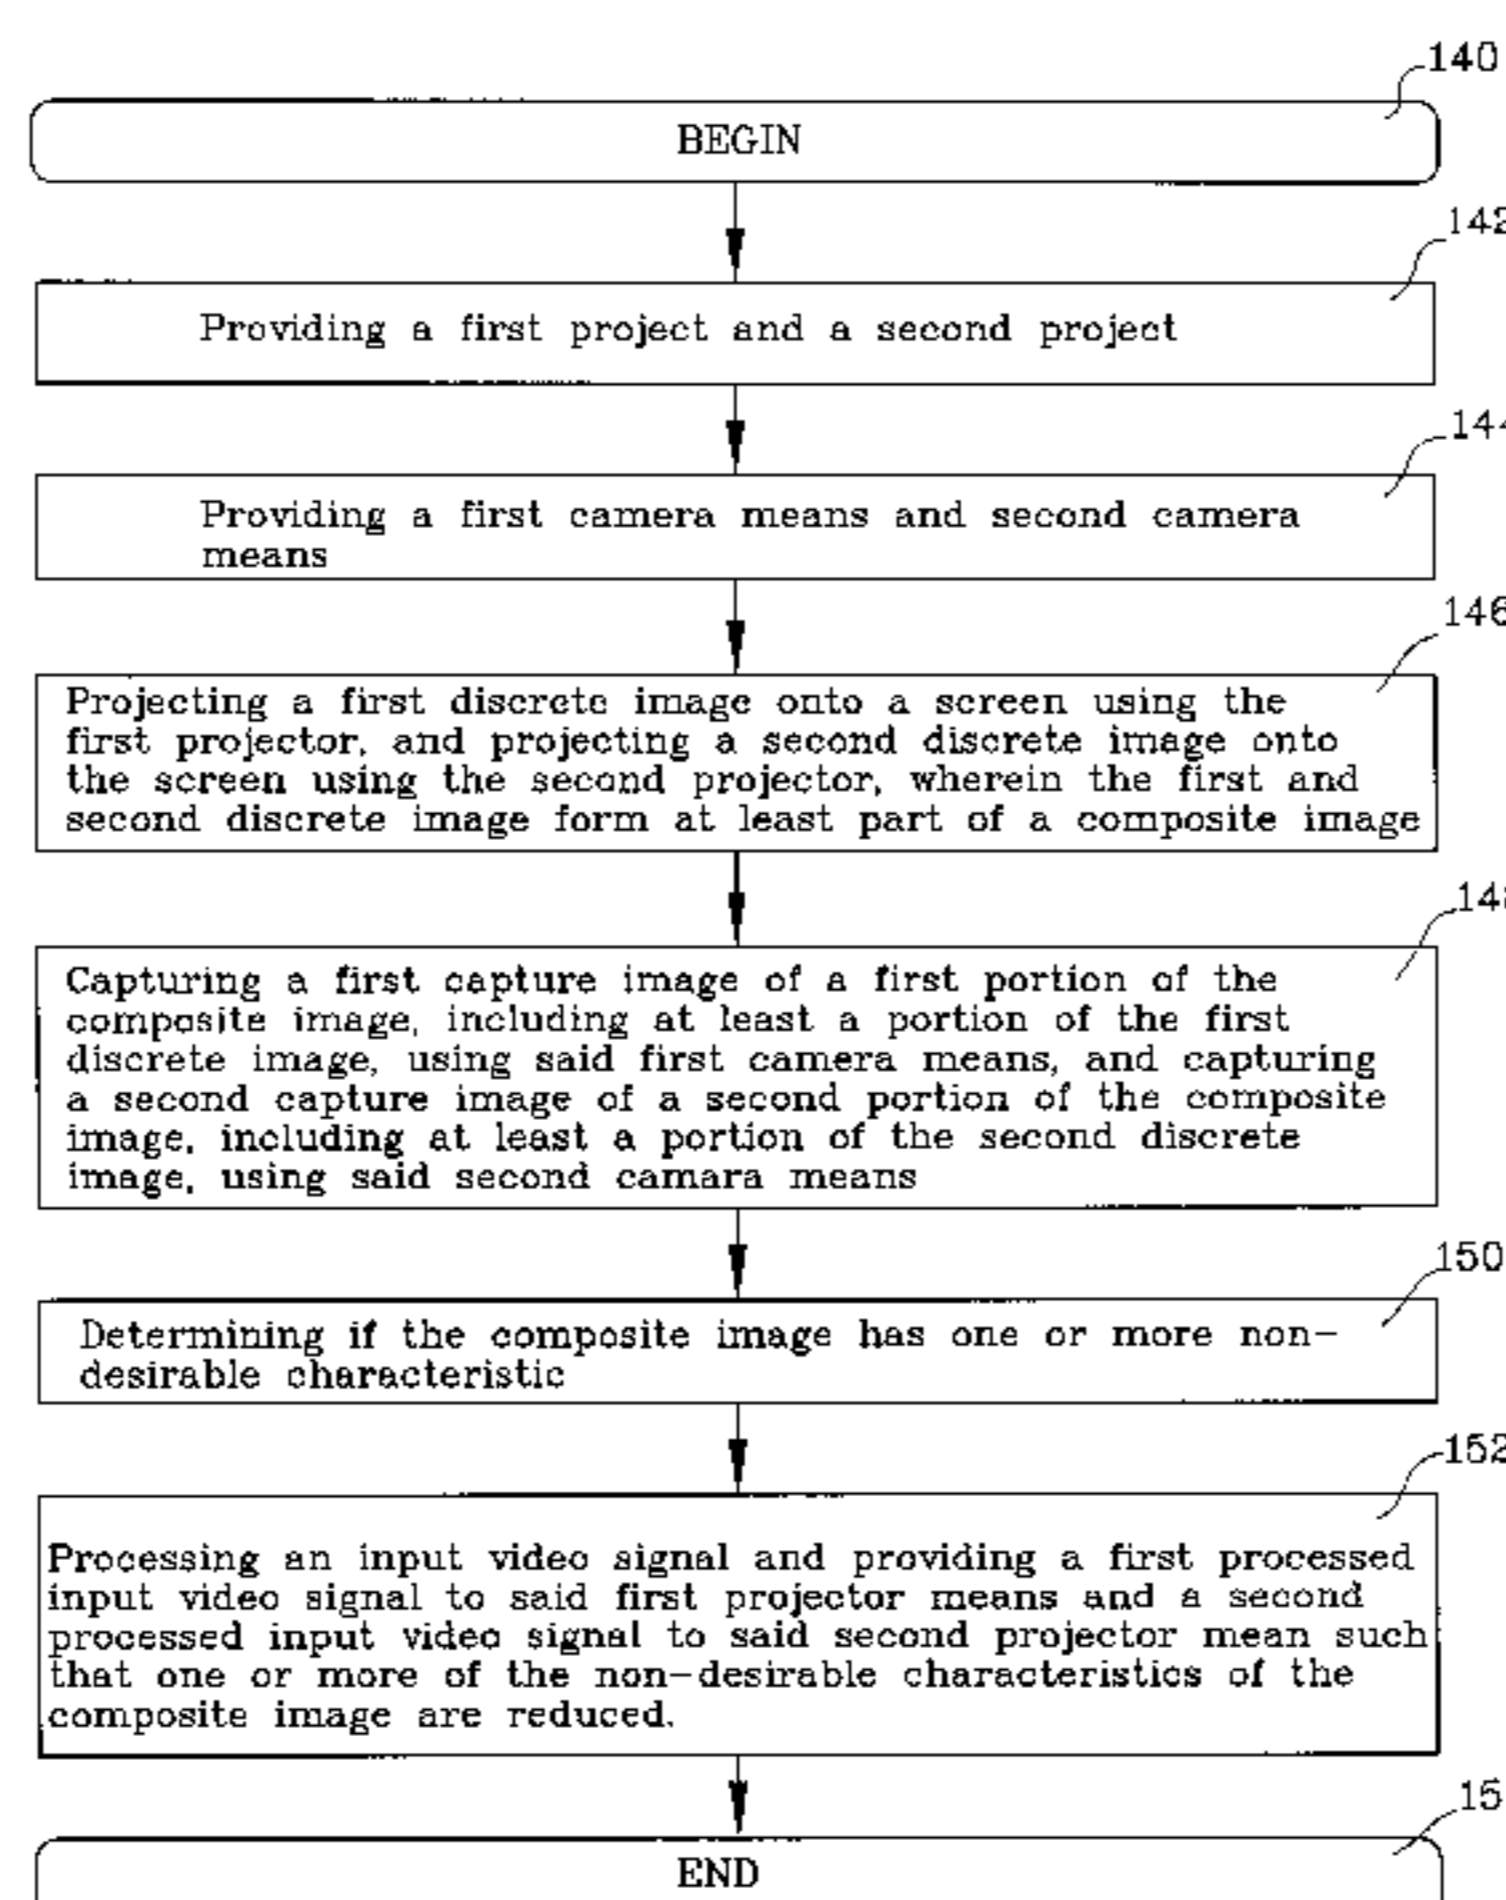 140
BEGIN
142
Providing a first project and a second project
144
Providing a first camera means and second camera
means
146
Projecting a first discrete image onto a screen using the
first projector, and projecting a second discrete image onto
the screen using the second projector, wherein the first and
second discrete image form at least part of a composite image
148
Capturing a first capture image of a first portion of the
composite image, including at least a portion of the first
discrete image, using said first camera means, and capturing
a second capture image of a second portion of the composite
image, including at least a portion of the second discrete
image, using said second camara means
150
Determining if the composite image has one or more non-
desirable characteristic
152
Processing an input video signal and providing a first processed
input video signal to said first projector means and a second
processed input video signal to said second projector mean such
that one or more of the non-desirable characteristics of the
composite image are reduced.
15
END